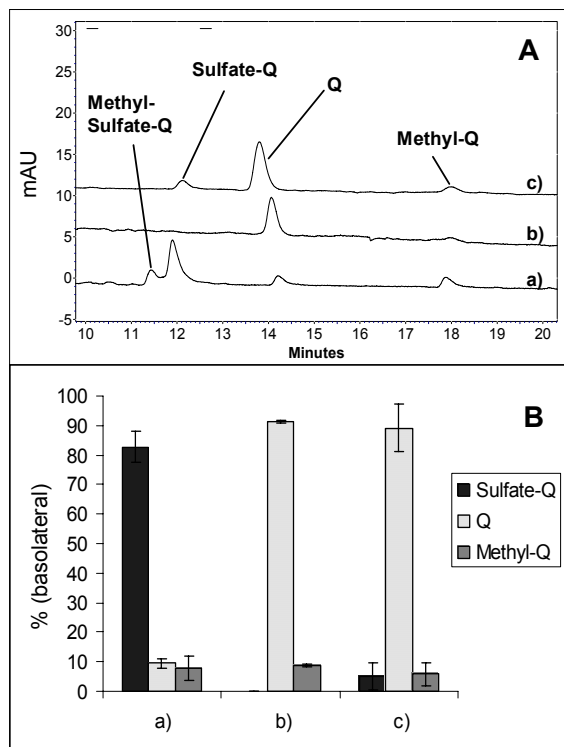 A
30
25
20
15
10
5
0
-5
mAU
Methyl-
Sulfate-Q
Sulfate-Q
Q
Methyl-Q
c)
b)
a)
10 11 12 13 14 15 16 17 18 19 20
Minutes
B
100
90
80
70
60
50
40
30
20
10
0
% (basolateral)
a) b) c)
Sulfate-Q
Q
Methyl-Q